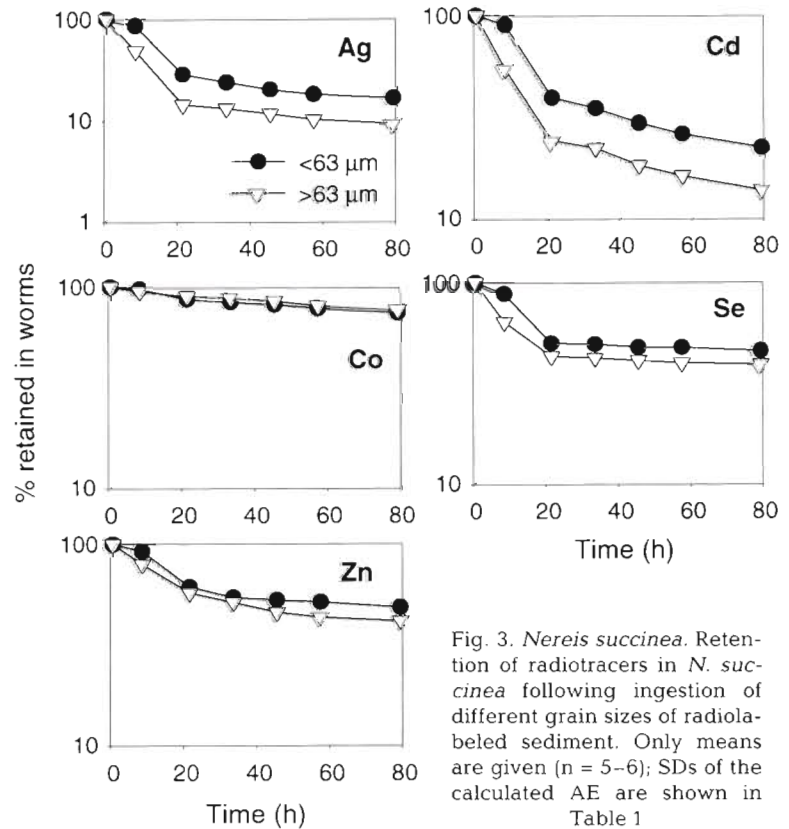 100
10
1
Ag
<63 μm
>63 μm
0 20 40 60 80
100
10
Cd
0 20 40 60 80
Time (h)
% retained in worms
100
10
Co
0 20 40 60 80
100
10
Se
0 20 40 60 80
Time (h)
100
10
Zn
0 20 40 60 80
Time (h)
Fig. 3. Nereis succinea. Reten-
tion of radiotracers in N. suc-
cinea following ingestion of
different grain sizes of radiola-
beled sediment. Only means
are given (n = 5–6); SDs of the
calculated AE are shown in
Table 1